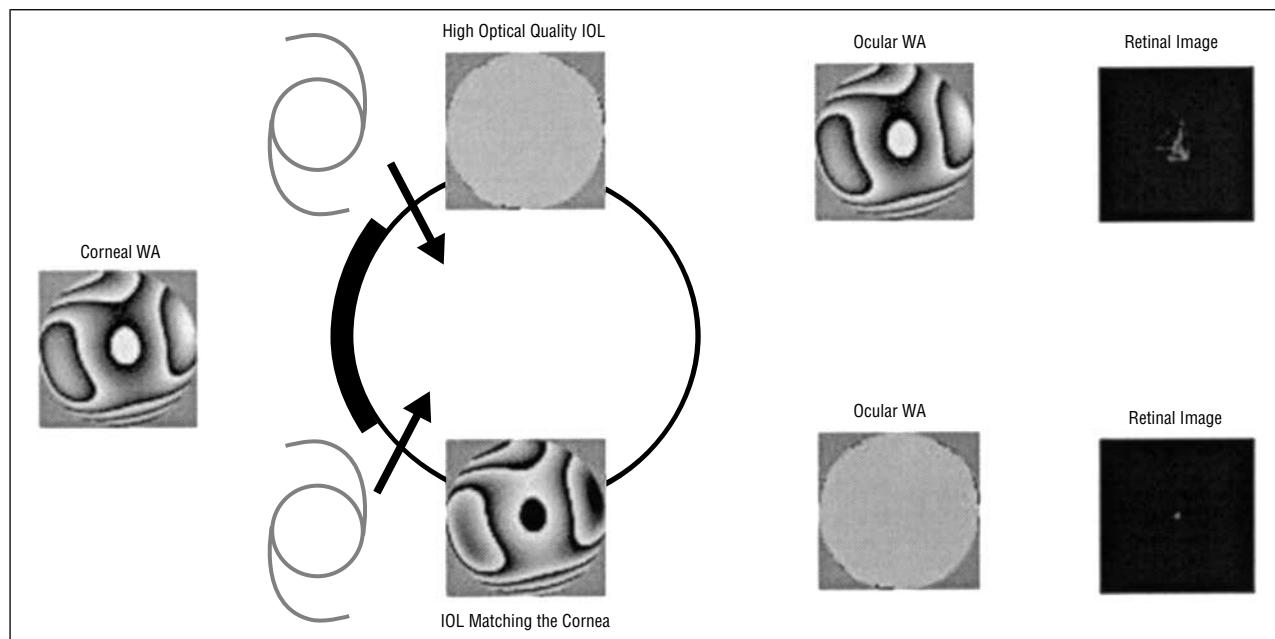 High Optical Quality IOL
Ocular WA
Retinal Image
Corneal WA
Ocular WA
Retinal Image
IOL Matching the Cornea